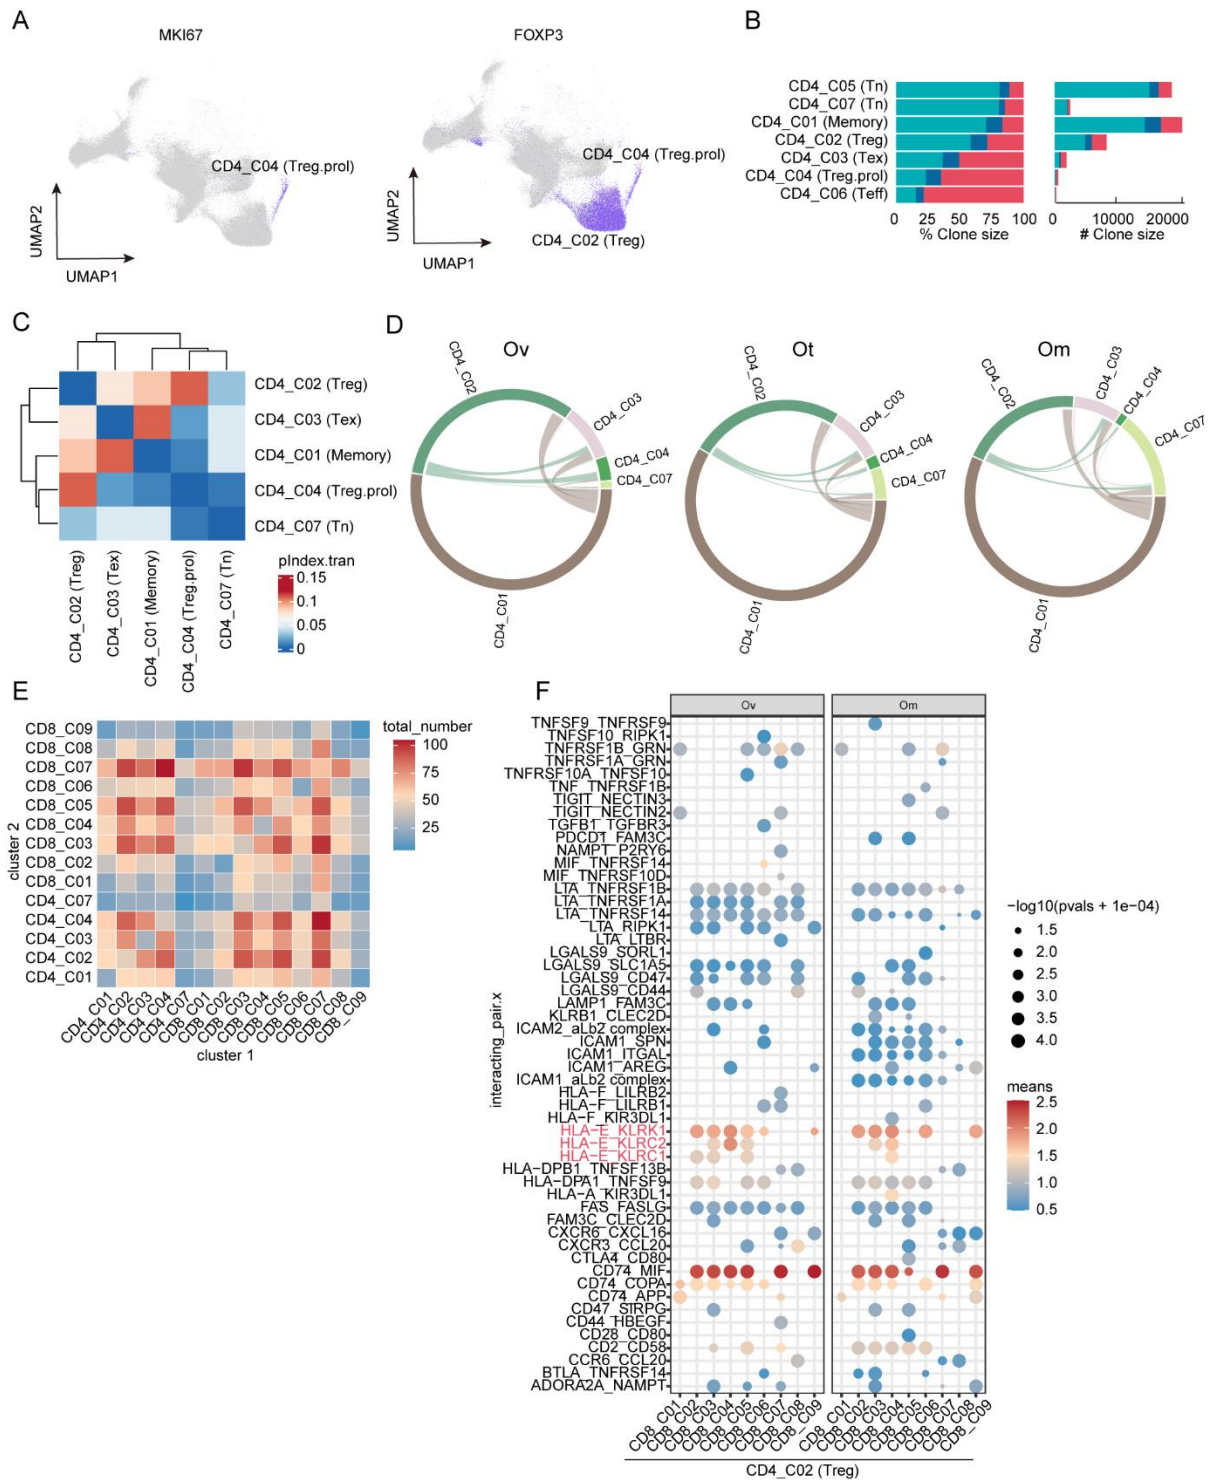 A
MKI67
FOXP3
CD4_C04 (Treg.prol)
CD4_C04 (Treg.prol)
CD4_C02 (Treg)
UMAP2
UMAP1
UMAP2
UMAP1
B
CD4_C05 (Tn)
CD4_C07 (Tn)
CD4_C01 (Memory)
CD4_C02 (Treg)
CD4_C03 (Tex)
CD4_C04 (Treg.prol)
CD4_C06 (Teff)
0 25 50 75 100
% Clone size
0 10000 20000
# Clone size
C
CD4_C02 (Treg)
CD4_C03 (Tex)
CD4_C01 (Memory)
CD4_C04 (Treg.prol)
CD4_C07 (Tn)
CD4_C02 (Treg)
CD4_C03 (Tex)
CD4_C01 (Memory)
CD4_C04 (Treg.prol)
CD4_C07 (Tn)
pIndex.tran
0.15
0.1
0.05
0
D
Ov
CD4_C02
CD4_C03
CD4_C04
CD4_C07
CD4_C01
Ot
CD4_C02
CD4_C03
CD4_C04
CD4_C07
CD4_C01
Om
CD4_C02
CD4_C03
CD4_C04
CD4_C07
CD4_C01
E
CD8_C09
CD8_C08
CD8_C07
CD8_C06
CD8_C05
CD8_C04
CD8_C03
CD8_C02
CD8_C01
CD4_C07
CD4_C04
CD4_C03
CD4_C02
CD4_C01
cluster 2
CD4_C01
CD4_C02
CD4_C03
CD4_C04
CD4_C07
CD8_C01
CD8_C02
CD8_C03
CD8_C04
CD8_C05
CD8_C06
CD8_C07
CD8_C08
CD8_C09
cluster 1
total_number
100
75
50
25
F
Ov
Om
TNFSF9_TNFRSF9
TNFSF10_RIPK1
TNFRSF1B_GRN
TNFRSF1A_GRN
TNFRSF10A_TNFSF10
TNF_TNFRSF1B
TIGIT_NECTIN3
TIGIT_NECTIN2
TGFB1_TGFBR3
PDCD1_FAM3C
NAMPT_P2RY6
MIF_TNFRSF14
MIF_TNFRSF10D
LTA_TNFRSF1B
LTA_TNFRSF1A
LTA_TNFRSF14
LTA_RIPK1
LTA_LTBR
LGALS9_SORL1
LGALS9_SLC1A5
LGALS9_CD47
LGALS9_CD44
LAMP1_FAM3C
KLRB1_CLEC2D
ICAM2_aLb2 complex
ICAM1_SPN
ICAM1_ITGAL
ICAM1_AREG
ICAM1_aLb2 complex
HLA−F_LILRB2
HLA−F_LILRB1
HLA−F_KIR3DL1
HLA−E_KLRK1
HLA−E_KLRC2
HLA−E_KLRC1
HLA−DPB1_TNFSF13B
HLA−DPA1_TNFSF9
HLA−A_KIR3DL1
FAS_FASLG
FAM3C_CLEC2D
CXCR6_CXCL16
CXCR3_CCL20
CTLA4_CD80
CD74_MIF
CD74_COPA
CD74_APP
CD47_SIRPG
CD44_HBEGF
CD28_CD80
CD2_CD58
CCR6_CCL20
BTLA_TNFRSF14
ADORA2A_NAMPT
interacting_pair.x
CD8_C01
CD8_C02
CD8_C03
CD8_C04
CD8_C05
CD8_C06
CD8_C07
CD8_C08
CD8_C09
CD8_C01
CD8_C02
CD8_C03
CD8_C04
CD8_C05
CD8_C06
CD8_C07
CD8_C08
CD8_C09
CD4_C02 (Treg)
−log10(pvals + 1e−04)
1.5
2.0
2.5
3.0
3.5
4.0
means
2.5
2.0
1.5
1.0
0.5